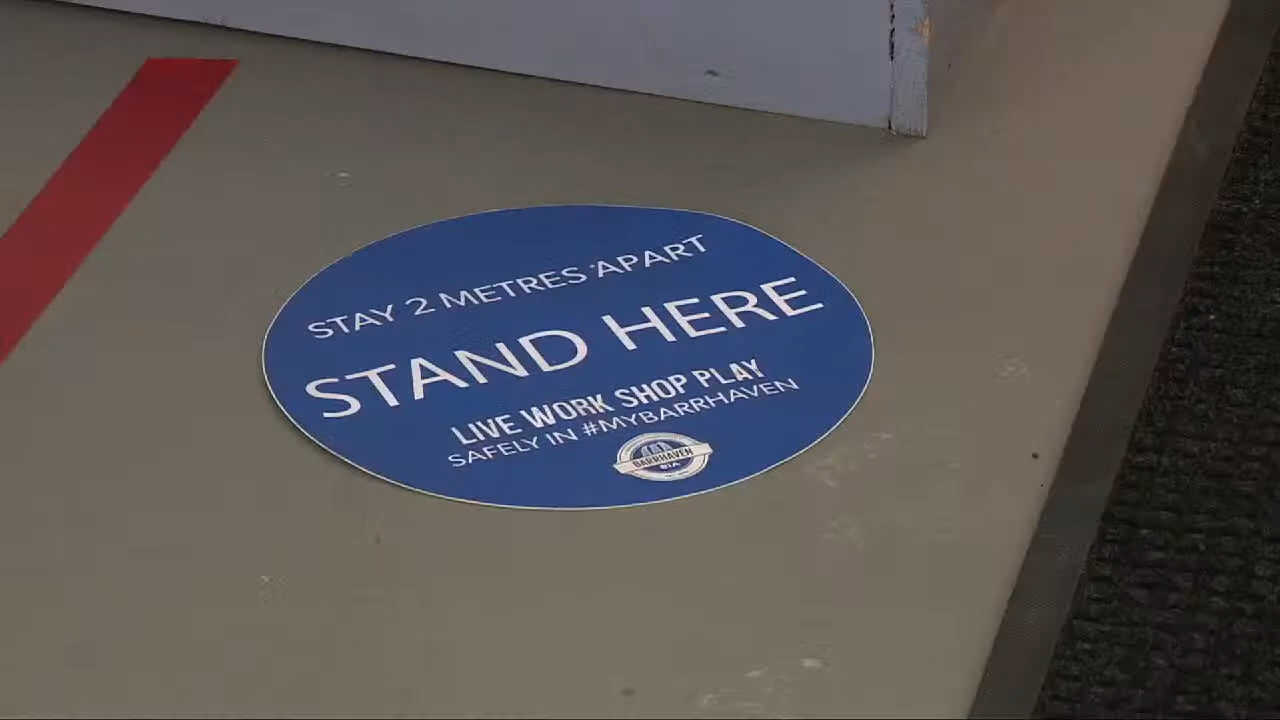 STAY 2 METRES APART
STAND HERE
LIVE WORK SHOP PLAY
SAFELY IN #MYBARRHAVEN
BARRHAVEN
BIA